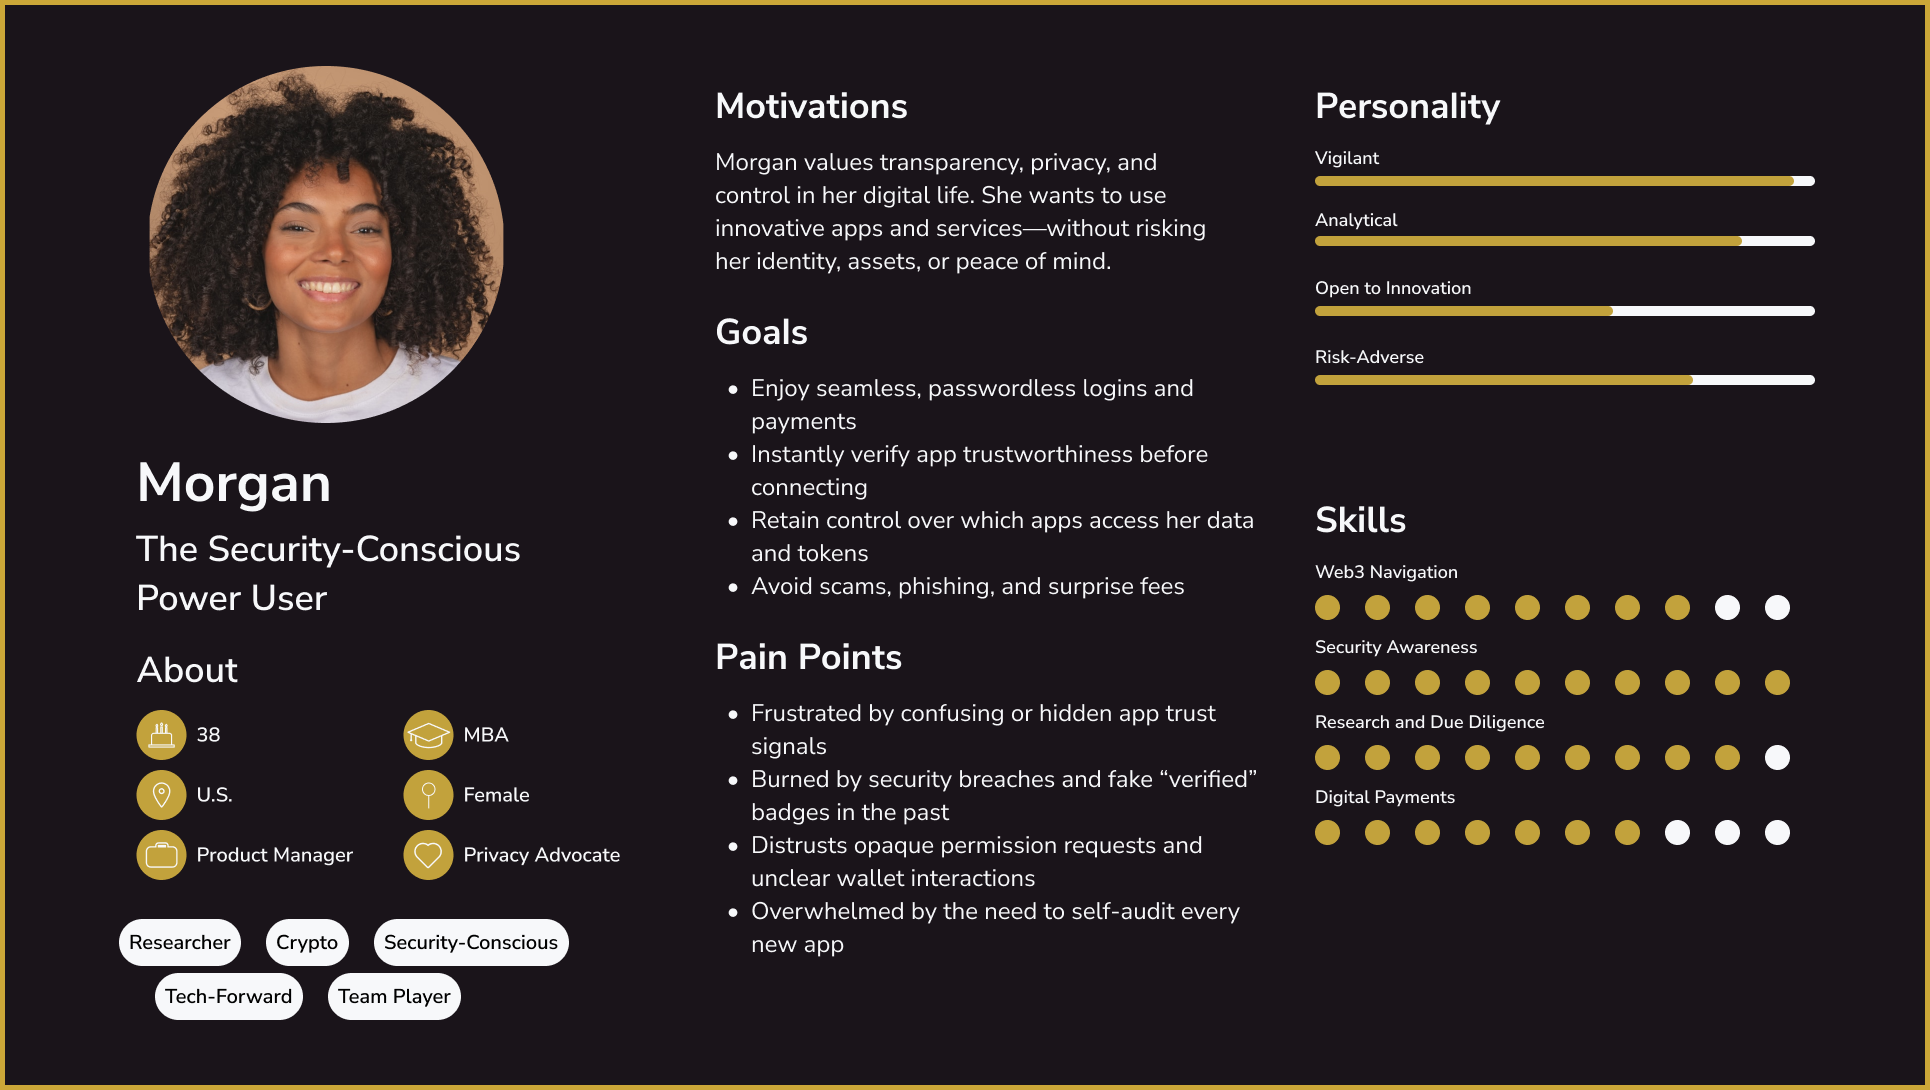 Morgan
The Security-Conscious
Power User
About
38
MBA
U.S.
Female
Product Manager
Privacy Advocate
Researcher
Crypto
Security-Conscious
Tech-Forward
Team Player
Motivations
Morgan values transparency, privacy, and
control in her digital life. She wants to use
innovative apps and services—without risking
her identity, assets, or peace of mind.
Goals
• Enjoy seamless, passwordless logins and
payments
• Instantly verify app trustworthiness before
connecting
• Retain control over which apps access her data
and tokens
• Avoid scams, phishing, and surprise fees
Pain Points
• Frustrated by confusing or hidden app trust
signals
• Burned by security breaches and fake “verified”
badges in the past
• Distrusts opaque permission requests and
unclear wallet interactions
• Overwhelmed by the need to self-audit every
new app
Personality
Vigilant
Analytical
Open to Innovation
Risk-Adverse
Skills
Web3 Navigation
Security Awareness
Research and Due Diligence
Digital Payments